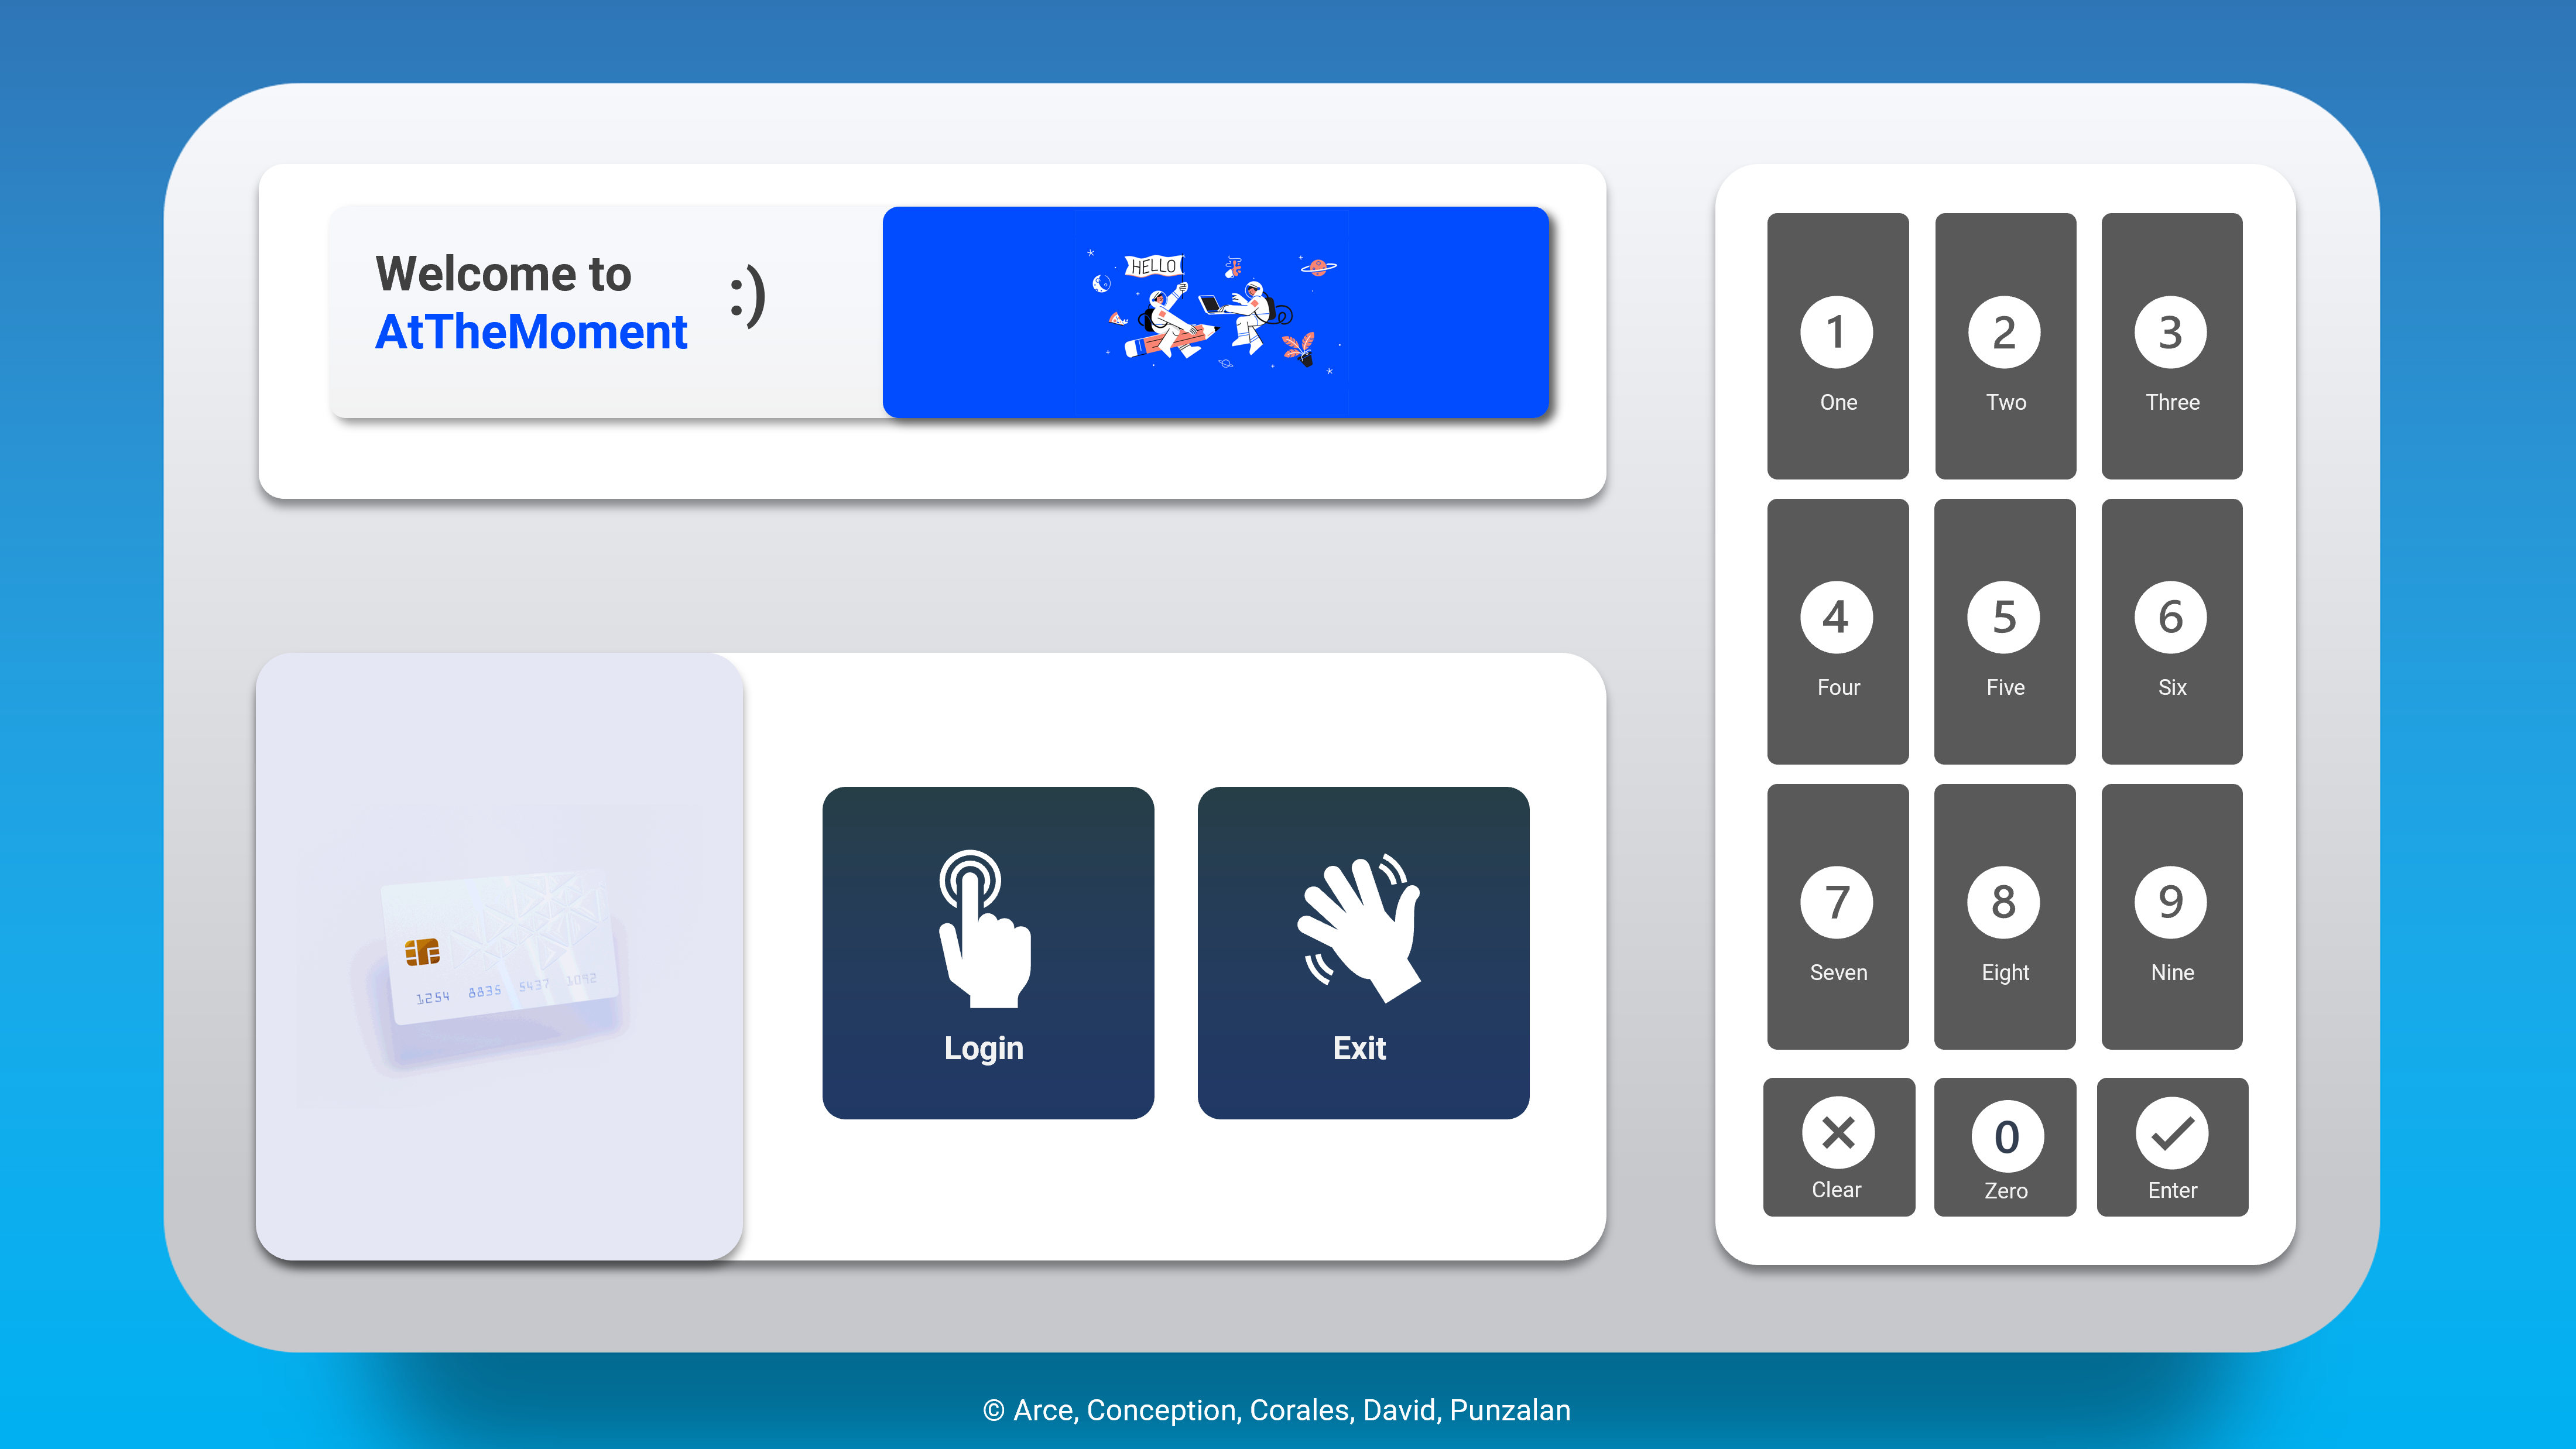 Welcome to
AtTheMoment
:)
HELLO
1254 8835 5437 1092
Login
Exit
1
One
2
Two
3
Three
4
Four
5
Five
6
Six
7
Seven
8
Eight
9
Nine
Clear
0
Zero
Enter
© Arce, Conception, Corales, David, Punzalan